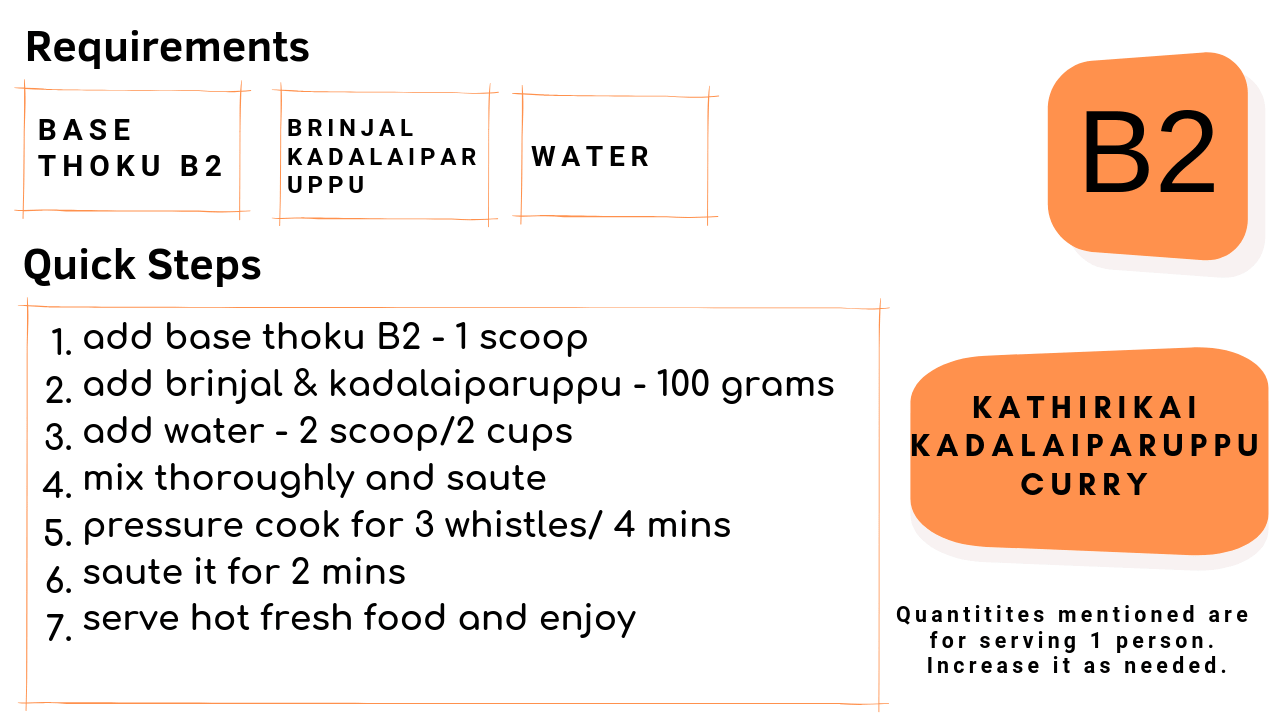 Requirements
BASE
THOKU B2
BRINJAL
KADALAIPAR
UPPU
WATER
B2
Quick Steps
1. add base thoku B2 - 1 scoop
2. add brinjal & kadalaiparuppu - 100 grams
3. add water - 2 scoop/2 cups
4. mix thoroughly and saute
5. pressure cook for 3 whistles/ 4 mins
6. saute it for 2 mins
7. serve hot fresh food and enjoy
KATHIRIKAI
KADALAIPARUPPU
CURRY
Quantitites mentioned are
for serving 1 person.
Increase it as needed.